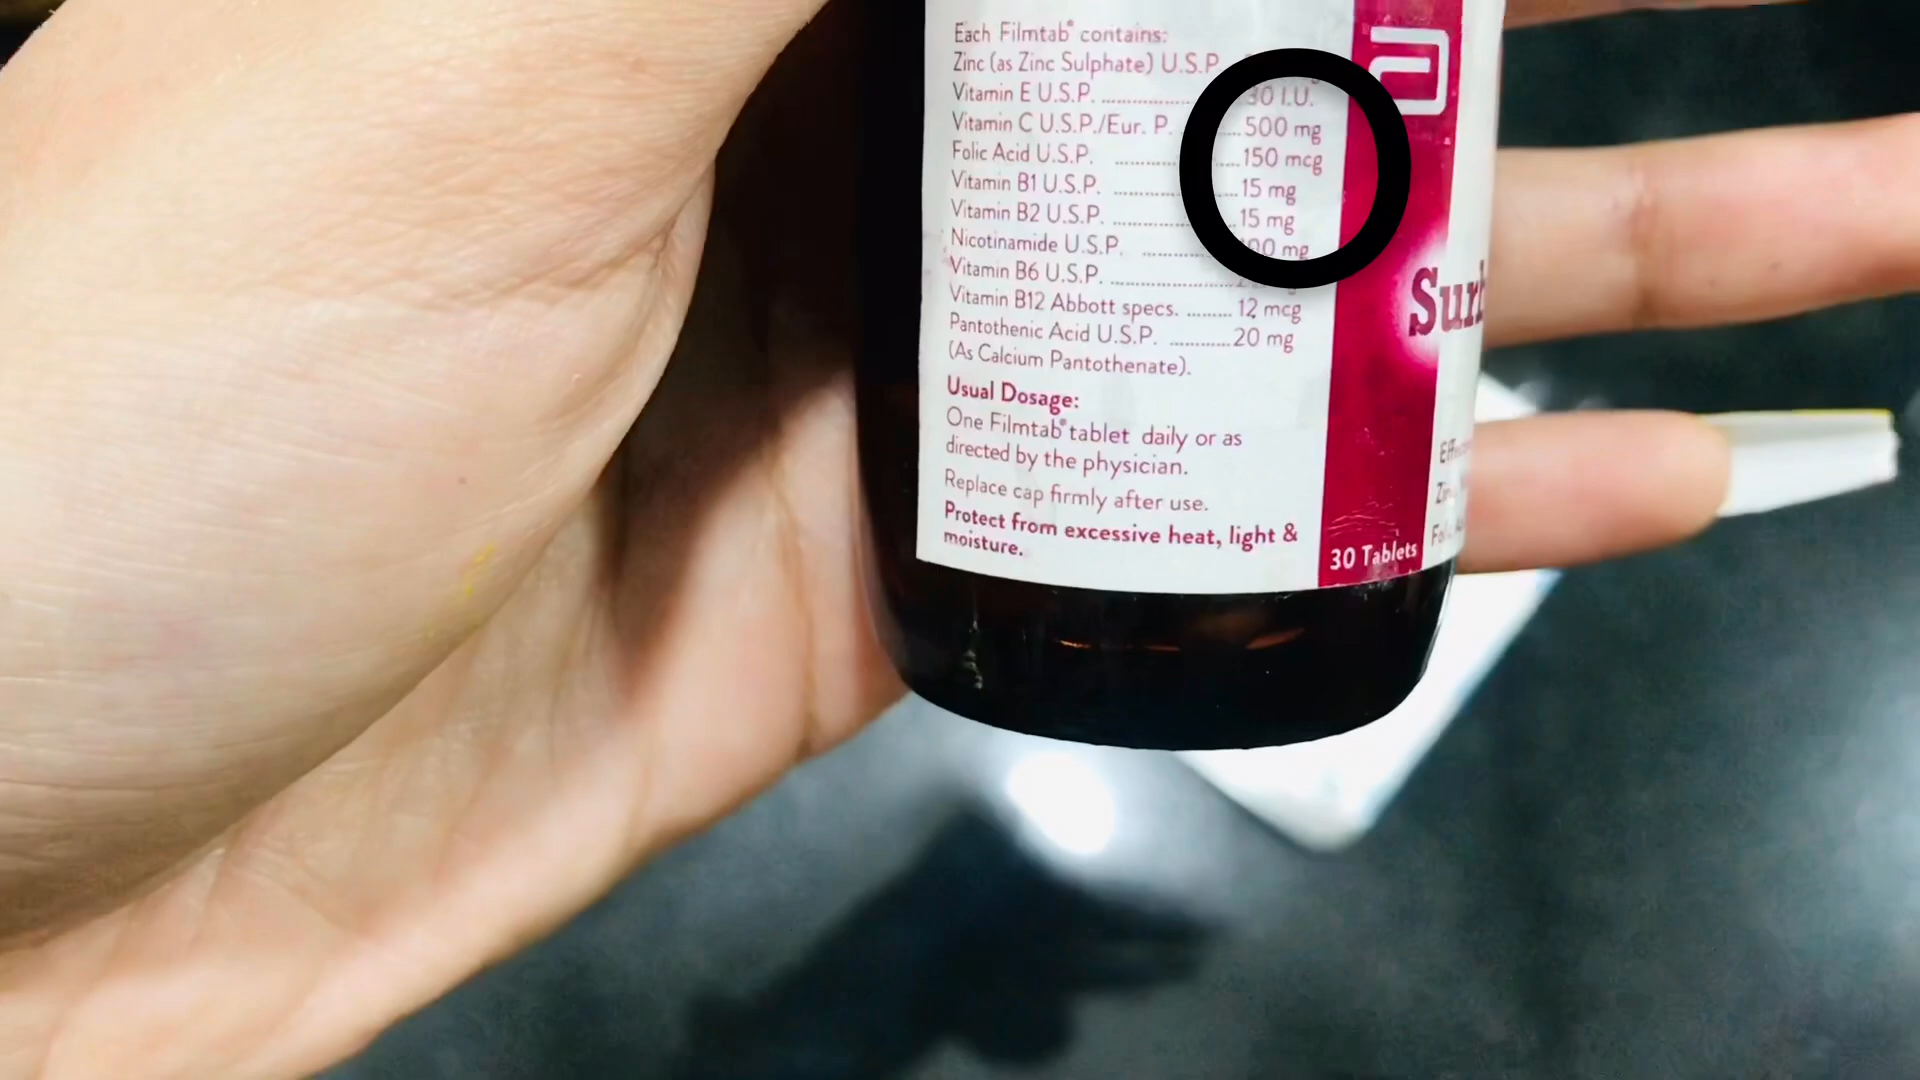 Each Filmtab® contains:
Zinc (as Zinc Sulphate) U.S.P
Vitamin E U.S.P. .................... 30 I.U.
Vitamin C U.S.P./Eur. P. ....... 500 mg
Folic Acid U.S.P. .................... 150 mcg
Vitamin B1 U.S.P. .................... 15 mg
Vitamin B2 U.S.P. .................... 15 mg
Nicotinamide U.S.P. ............... mg
Vitamin B6 U.S.P. ....................
Vitamin B12 Abbott specs. ......... 12 mcg
Pantothenic Acid U.S.P. ............ 20 mg
(As Calcium Pantothenate).
Usual Dosage:
One Filmtab® tablet daily or as
directed by the physician.
Replace cap firmly after use.
Protect from excessive heat, light &
moisture.
30 Tablets